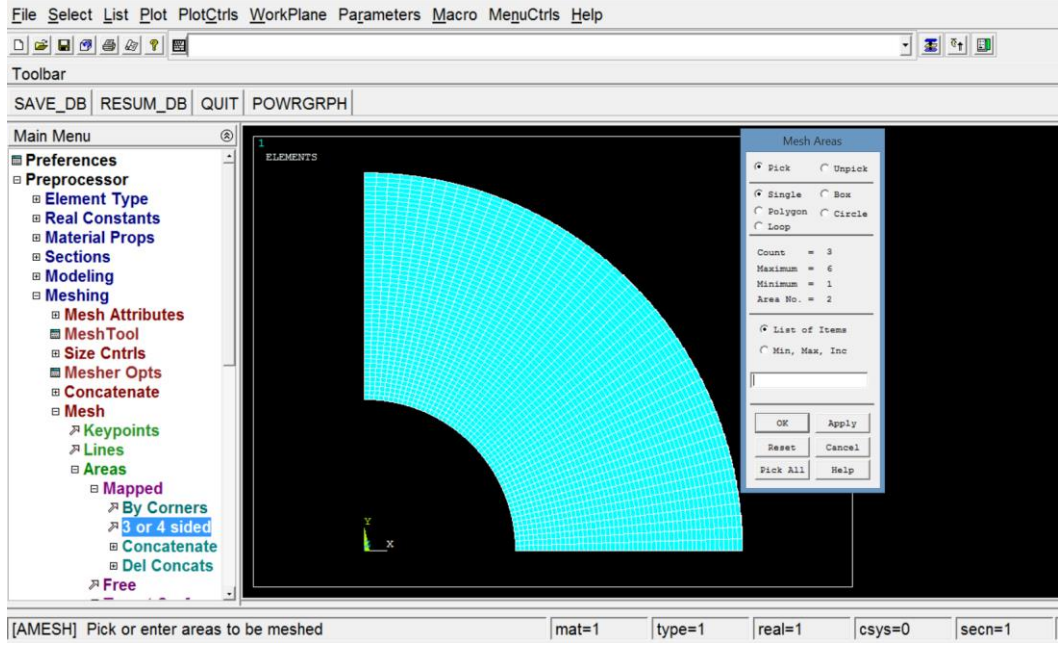 File Select List Plot PlotCtrls WorkPlane Parameters Macro MenuCtrls Help
Toolbar
SAVE_DB RESUM_DB QUIT POWRGRPH
Main Menu
Preferences
Preprocessor
Element Type
Real Constants
Material Props
Sections
Modeling
Meshing
Mesh Attributes
MeshTool
Size Cntrls
Mesher Opts
Concatenate
Mesh
Keypoints
Lines
Areas
Mapped
By Corners
3 or 4 sided
Concatenate
Del Concats
Free
1
ELEMENTS
Y
X
Mesh Areas
Pick Unpick
Single Box
Polygon Circle
Loop
Count = 3
Maximum = 6
Minimum = 1
Area No. = 2
List of Items
Min, Max, Inc
OK Apply
Reset Cancel
Pick All Help
[AMESH] Pick or enter areas to be meshed mat=1 type=1 real=1 csys=0 secn=1